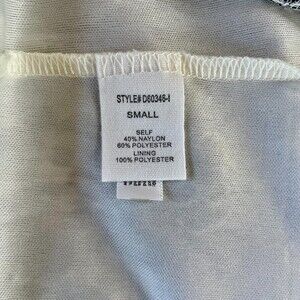 STYLE# D60346-I
SMALL
SELF
40% NAYLON
60% POLYESTER
LINING
100% POLYESTER